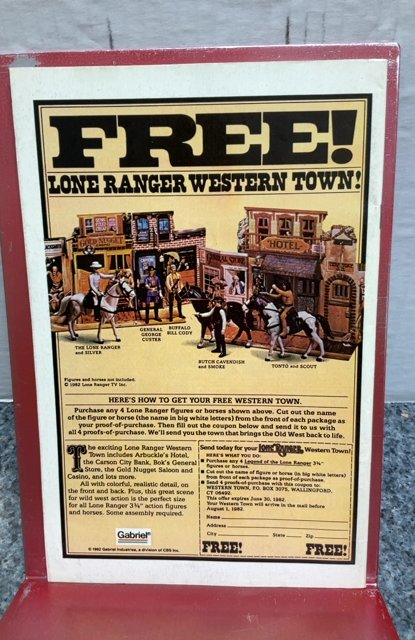 FREE!
LONE RANGER WESTERN TOWN!
GOLD NUGGET
GENERAL STORE
HOTEL
THE LONE RANGER
and SILVER
GENERAL
GEORGE
CUSTER
BUFFALO
BILL CODY
BUTCH CAVENDISH
and SMOKE
TONTO and SCOUT
Figures and horses not included.
© 1982 Lone Ranger TV Inc.
HERE'S HOW TO GET YOUR FREE WESTERN TOWN.
Purchase any 4 Lone Ranger figures or horses shown above. Cut out the name
of the figure or horse (the name in big white letters) from the front of each package as
your proof-of-purchase. Then fill out the coupon below and send it to us with
all 4 proofs-of-purchase. We'll send you the town that brings the Old West back to life.
The exciting Lone Ranger Western
Town includes Arbuckle's Hotel,
the Carson City Bank, Bok's General
Store, the Gold Nugget Saloon and
Casino, and lots more.
All with colorful, realistic detail, on
the front and back. Plus, this great
scene for wild west action is the perfect size
for all Lone Ranger 3¾" action figures
and horses. Some assembly required.
Gabriel
© 1982 Gabriel Industries, a division of CBS Inc.
Send today for your LONE RANGER Western Town!
HERE'S WHAT YOU DO:
Purchase any 4 Legend of the Lone Ranger 3¾"
figures or horses.
Cut out the name of figure or horse (in big white letters)
from front of each package as proof-of-purchase.
Send 4 proofs-of-purchase with this coupon to:
WESTERN TOWN, P.O. BOX 3075, WALLINGFORD,
CT 06492.
This offer expires June 30, 1982.
Your Western Town will arrive in the mail before
August 1, 1982.
Name
Address
City State Zip
FREE! FREE!